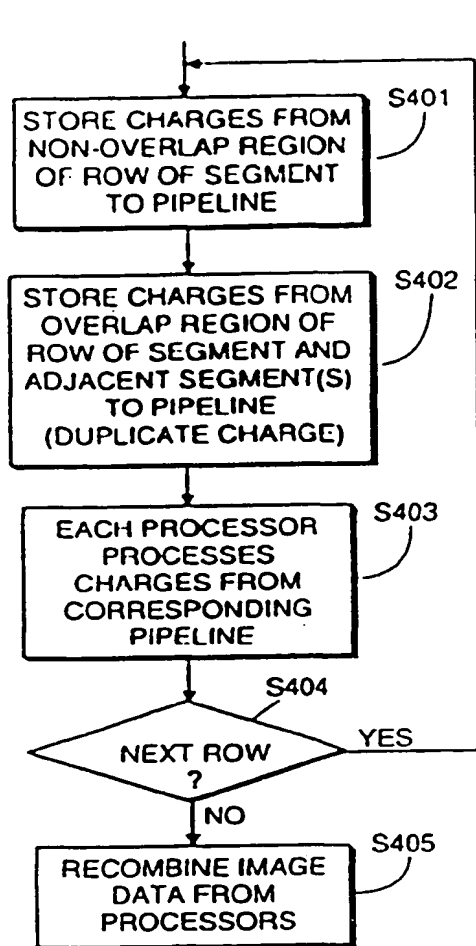 S401
STORE CHARGES FROM
NON-OVERLAP REGION
OF ROW OF SEGMENT
TO PIPELINE
S402
STORE CHARGES FROM
OVERLAP REGION OF
ROW OF SEGMENT AND
ADJACENT SEGMENT(S)
TO PIPELINE
(DUPLICATE CHARGE)
S403
EACH PROCESSOR
PROCESSES
CHARGES FROM
CORRESPONDING
PIPELINE
S404
NEXT ROW
?
YES
NO
S405
RECOMBINE IMAGE
DATA FROM
PROCESSORS